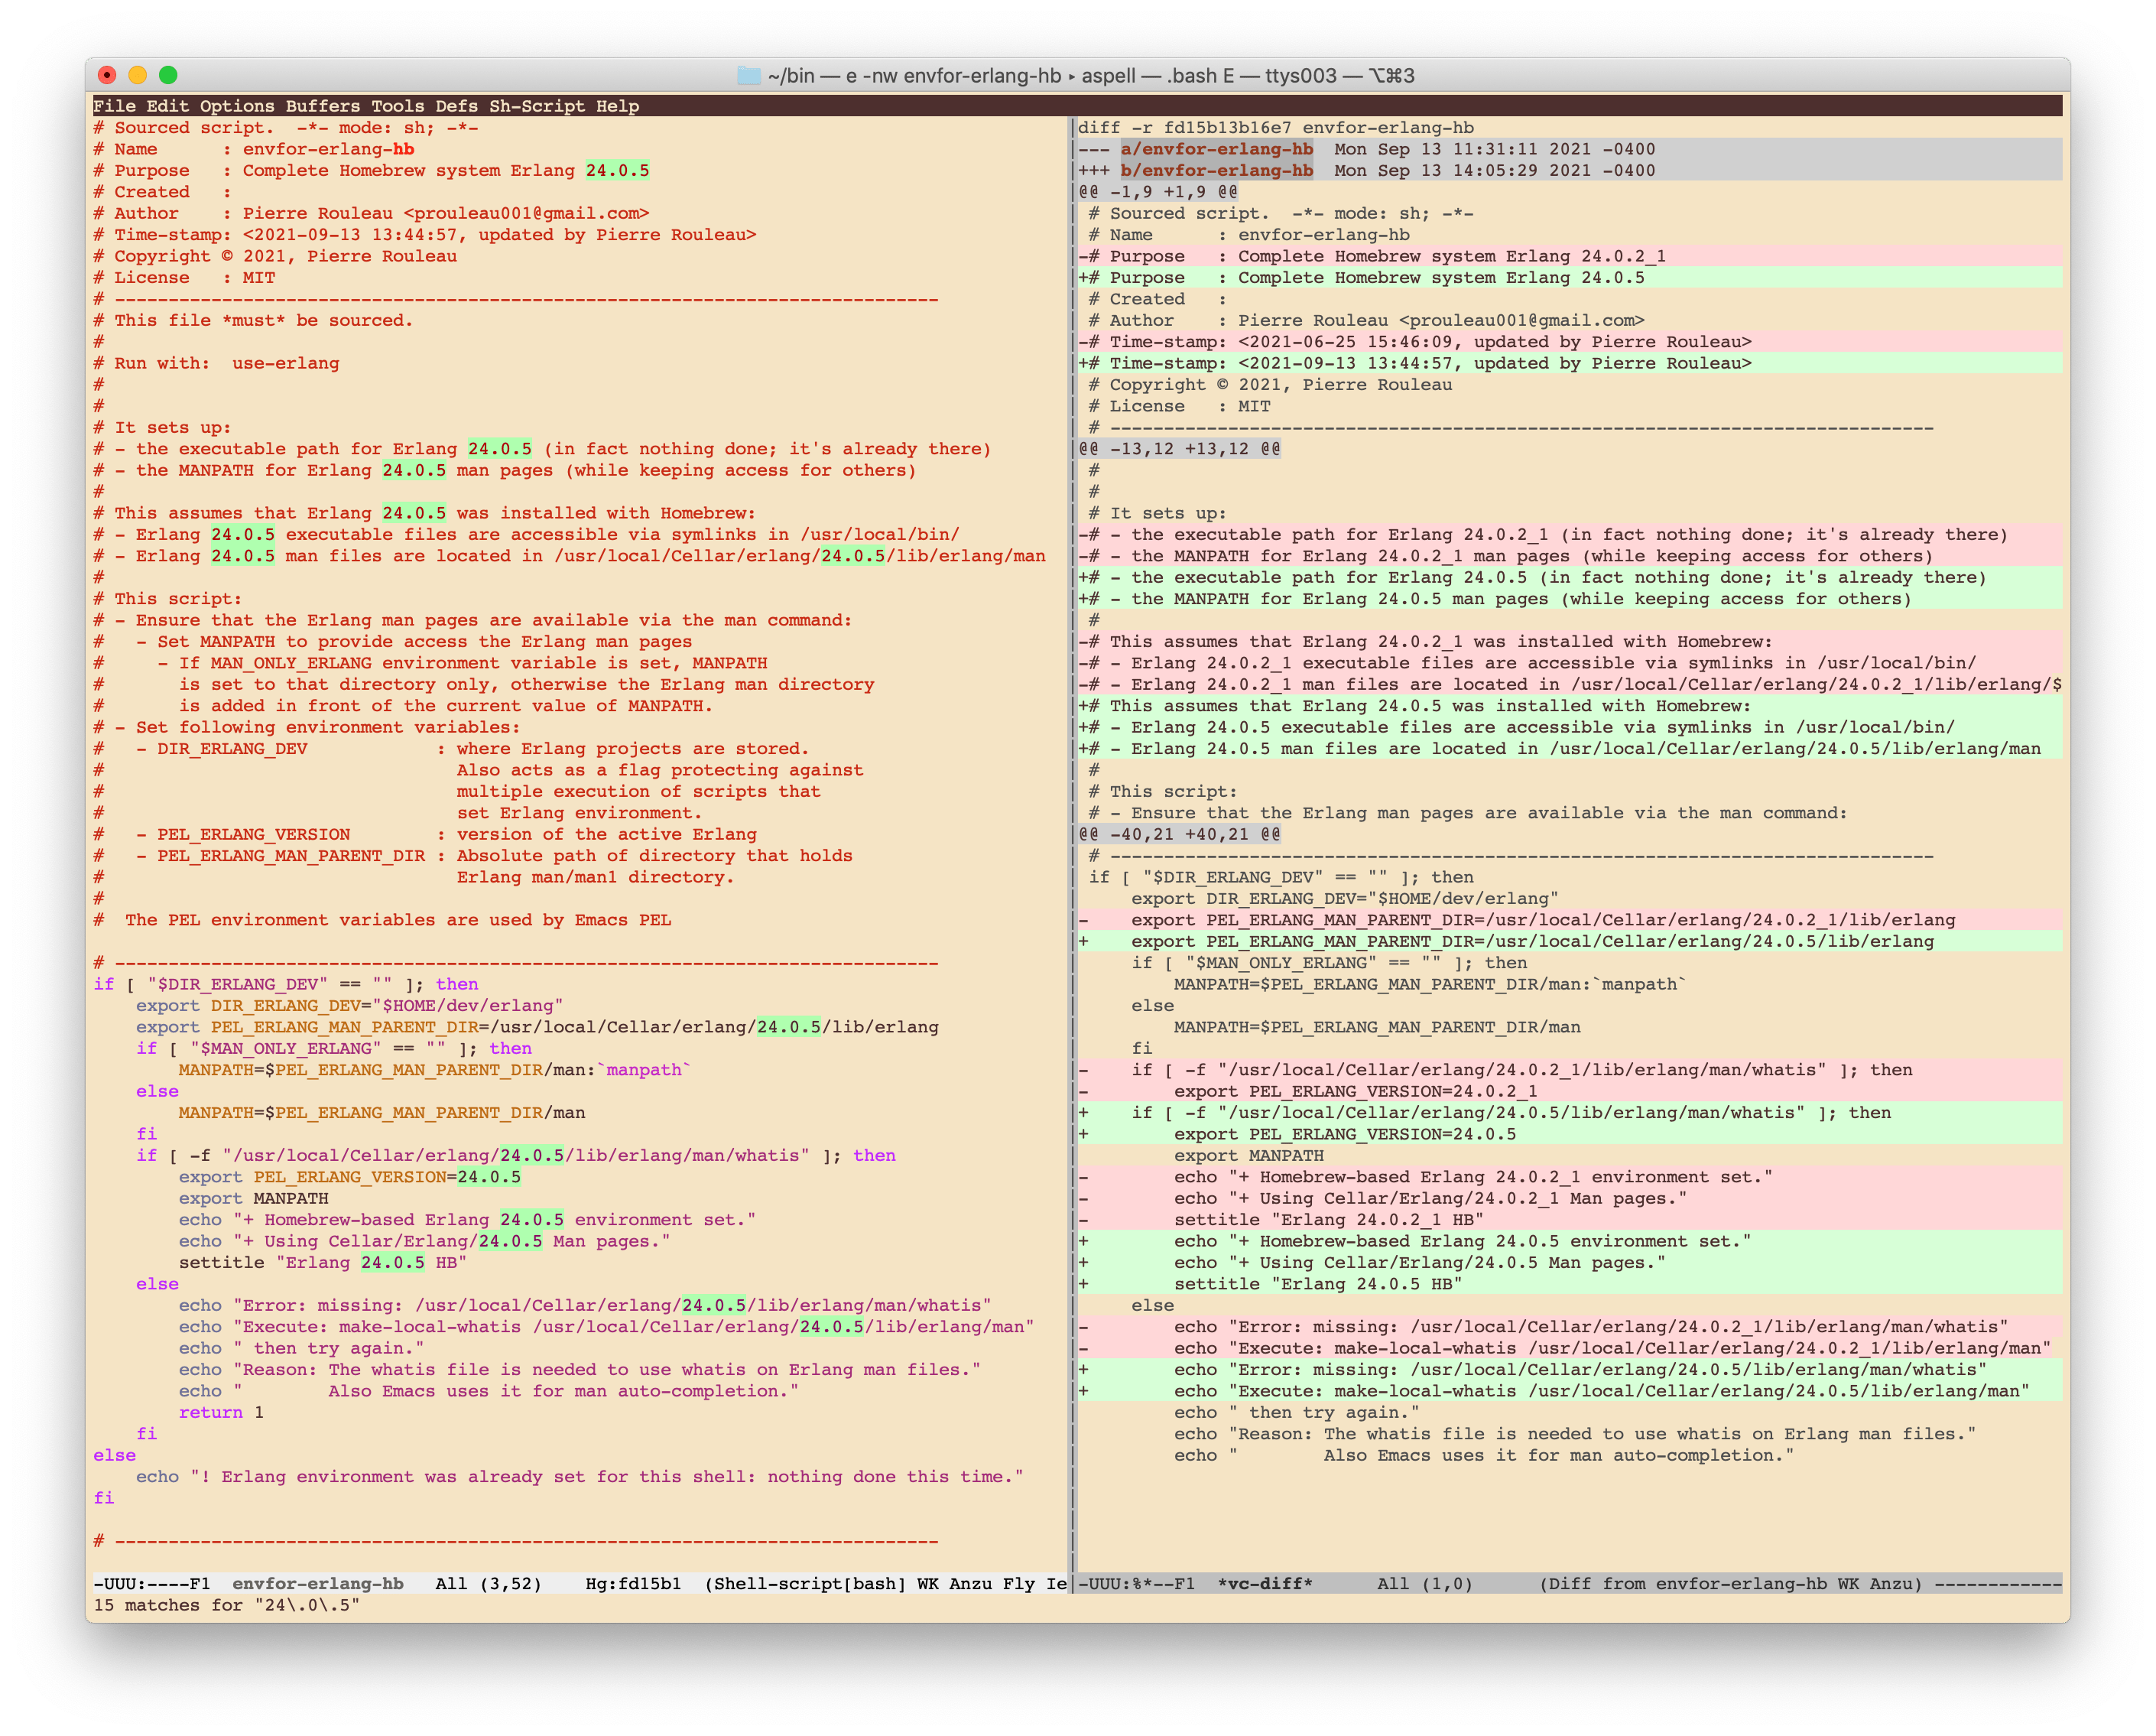 ~/bin — e -nw envfor-erlang-hb ▸ aspell — .bash E — ttys003 — ⌥⌘3
File Edit Options Buffers Tools Defs Sh-Script Help
# Sourced script.  -*- mode: sh; -*-
# Name      : envfor-erlang-hb
# Purpose   : Complete Homebrew system Erlang 24.0.5
# Created   :
# Author    : Pierre Rouleau <prouleau001@gmail.com>
# Time-stamp: <2021-09-13 13:44:57, updated by Pierre Rouleau>
# Copyright © 2021, Pierre Rouleau
# License   : MIT
# -----------------------------------------------------------------------------
# This file *must* be sourced.
#
# Run with:  use-erlang
#
#
# It sets up:
# - the executable path for Erlang 24.0.5 (in fact nothing done; it's already there)
# - the MANPATH for Erlang 24.0.5 man pages (while keeping access for others)
#
# This assumes that Erlang 24.0.5 was installed with Homebrew:
# - Erlang 24.0.5 executable files are accessible via symlinks in /usr/local/bin/
# - Erlang 24.0.5 man files are located in /usr/local/Cellar/erlang/24.0.5/lib/erlang/man
#
# This script:
# - Ensure that the Erlang man pages are available via the man command:
#   - Set MANPATH to provide access the Erlang man pages
#     - If MAN_ONLY_ERLANG environment variable is set, MANPATH
#       is set to that directory only, otherwise the Erlang man directory
#       is added in front of the current value of MANPATH.
# - Set following environment variables:
#   - DIR_ERLANG_DEV            : where Erlang projects are stored.
#                                 Also acts as a flag protecting against
#                                 multiple execution of scripts that
#                                 set Erlang environment.
#   - PEL_ERLANG_VERSION        : version of the active Erlang
#   - PEL_ERLANG_MAN_PARENT_DIR : Absolute path of directory that holds
#                                 Erlang man/man1 directory.
#
#  The PEL environment variables are used by Emacs PEL

# -----------------------------------------------------------------------------
if [ "$DIR_ERLANG_DEV" == "" ]; then
    export DIR_ERLANG_DEV="$HOME/dev/erlang"
    export PEL_ERLANG_MAN_PARENT_DIR=/usr/local/Cellar/erlang/24.0.5/lib/erlang
    if [ "$MAN_ONLY_ERLANG" == "" ]; then
        MANPATH=$PEL_ERLANG_MAN_PARENT_DIR/man:`manpath`
    else
        MANPATH=$PEL_ERLANG_MAN_PARENT_DIR/man
    fi
    if [ -f "/usr/local/Cellar/erlang/24.0.5/lib/erlang/man/whatis" ]; then
        export PEL_ERLANG_VERSION=24.0.5
        export MANPATH
        echo "+ Homebrew-based Erlang 24.0.5 environment set."
        echo "+ Using Cellar/Erlang/24.0.5 Man pages."
        settitle "Erlang 24.0.5 HB"
    else
        echo "Error: missing: /usr/local/Cellar/erlang/24.0.5/lib/erlang/man/whatis"
        echo "Execute: make-local-whatis /usr/local/Cellar/erlang/24.0.5/lib/erlang/man"
        echo " then try again."
        echo "Reason: The whatis file is needed to use whatis on Erlang man files."
        echo "        Also Emacs uses it for man auto-completion."
        return 1
    fi
else
    echo "! Erlang environment was already set for this shell: nothing done this time."
fi

# -----------------------------------------------------------------------------
-UUU:----F1  envfor-erlang-hb   All (3,52)    Hg:fd15b1  (Shell-script[bash] WK Anzu Fly Ie
diff -r fd15b13b16e7 envfor-erlang-hb
--- a/envfor-erlang-hb  Mon Sep 13 11:31:11 2021 -0400
+++ b/envfor-erlang-hb  Mon Sep 13 14:05:29 2021 -0400
@@ -1,9 +1,9 @@
 # Sourced script.  -*- mode: sh; -*-
 # Name      : envfor-erlang-hb
-# Purpose   : Complete Homebrew system Erlang 24.0.2_1
+# Purpose   : Complete Homebrew system Erlang 24.0.5
 # Created   :
 # Author    : Pierre Rouleau <prouleau001@gmail.com>
-# Time-stamp: <2021-06-25 15:46:09, updated by Pierre Rouleau>
+# Time-stamp: <2021-09-13 13:44:57, updated by Pierre Rouleau>
 # Copyright © 2021, Pierre Rouleau
 # License   : MIT
 # -----------------------------------------------------------------------------
@@ -13,12 +13,12 @@
 #
 #
 # It sets up:
-# - the executable path for Erlang 24.0.2_1 (in fact nothing done; it's already there)
-# - the MANPATH for Erlang 24.0.2_1 man pages (while keeping access for others)
+# - the executable path for Erlang 24.0.5 (in fact nothing done; it's already there)
+# - the MANPATH for Erlang 24.0.5 man pages (while keeping access for others)
 #
-# This assumes that Erlang 24.0.2_1 was installed with Homebrew:
-# - Erlang 24.0.2_1 executable files are accessible via symlinks in /usr/local/bin/
-# - Erlang 24.0.2_1 man files are located in /usr/local/Cellar/erlang/24.0.2_1/lib/erlang/$
+# This assumes that Erlang 24.0.5 was installed with Homebrew:
+# - Erlang 24.0.5 executable files are accessible via symlinks in /usr/local/bin/
+# - Erlang 24.0.5 man files are located in /usr/local/Cellar/erlang/24.0.5/lib/erlang/man
 #
 # This script:
 # - Ensure that the Erlang man pages are available via the man command:
@@ -40,21 +40,21 @@
 # -----------------------------------------------------------------------------
 if [ "$DIR_ERLANG_DEV" == "" ]; then
     export DIR_ERLANG_DEV="$HOME/dev/erlang"
-    export PEL_ERLANG_MAN_PARENT_DIR=/usr/local/Cellar/erlang/24.0.2_1/lib/erlang
+    export PEL_ERLANG_MAN_PARENT_DIR=/usr/local/Cellar/erlang/24.0.5/lib/erlang
     if [ "$MAN_ONLY_ERLANG" == "" ]; then
         MANPATH=$PEL_ERLANG_MAN_PARENT_DIR/man:`manpath`
     else
         MANPATH=$PEL_ERLANG_MAN_PARENT_DIR/man
     fi
-    if [ -f "/usr/local/Cellar/erlang/24.0.2_1/lib/erlang/man/whatis" ]; then
-        export PEL_ERLANG_VERSION=24.0.2_1
+    if [ -f "/usr/local/Cellar/erlang/24.0.5/lib/erlang/man/whatis" ]; then
+        export PEL_ERLANG_VERSION=24.0.5
         export MANPATH
-        echo "+ Homebrew-based Erlang 24.0.2_1 environment set."
-        echo "+ Using Cellar/Erlang/24.0.2_1 Man pages."
-        settitle "Erlang 24.0.2_1 HB"
+        echo "+ Homebrew-based Erlang 24.0.5 environment set."
+        echo "+ Using Cellar/Erlang/24.0.5 Man pages."
+        settitle "Erlang 24.0.5 HB"
     else
-        echo "Error: missing: /usr/local/Cellar/erlang/24.0.2_1/lib/erlang/man/whatis"
-        echo "Execute: make-local-whatis /usr/local/Cellar/erlang/24.0.2_1/lib/erlang/man"
+        echo "Error: missing: /usr/local/Cellar/erlang/24.0.5/lib/erlang/man/whatis"
+        echo "Execute: make-local-whatis /usr/local/Cellar/erlang/24.0.5/lib/erlang/man"
         echo " then try again."
         echo "Reason: The whatis file is needed to use whatis on Erlang man files."
         echo "        Also Emacs uses it for man auto-completion."
-UUU:%*--F1  *vc-diff*      All (1,0)      (Diff from envfor-erlang-hb WK Anzu) ------------
15 matches for "24\.0\.5"